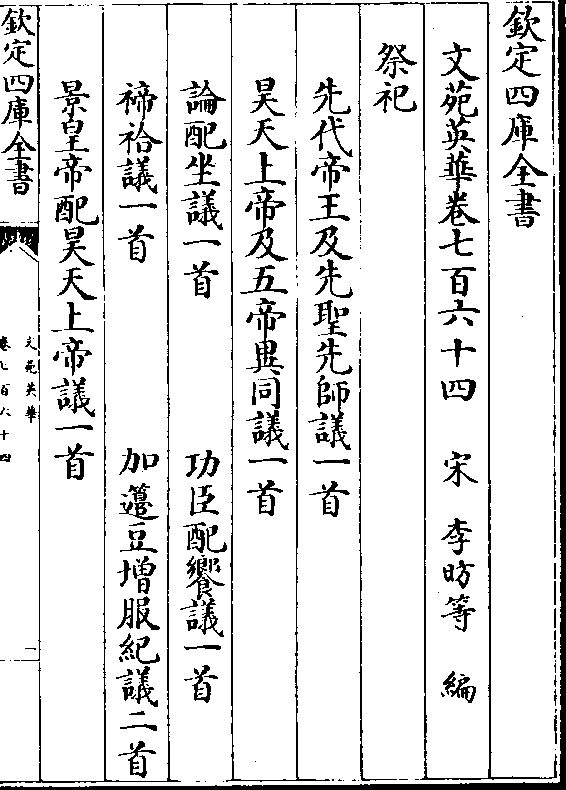 欽定四庫全書
文苑英華卷七百六十四　宋　李昉等　編
祭祀
先代帝王及先聖先師議一首
昊天上帝及五帝異同議一首
論配坐議一首　功臣配饗議一首
禘祫議一首　加籩豆增服紀議二首
景皇帝配昊天上帝議一首
欽定四庫全書
文苑英華
卷七百六十四
一